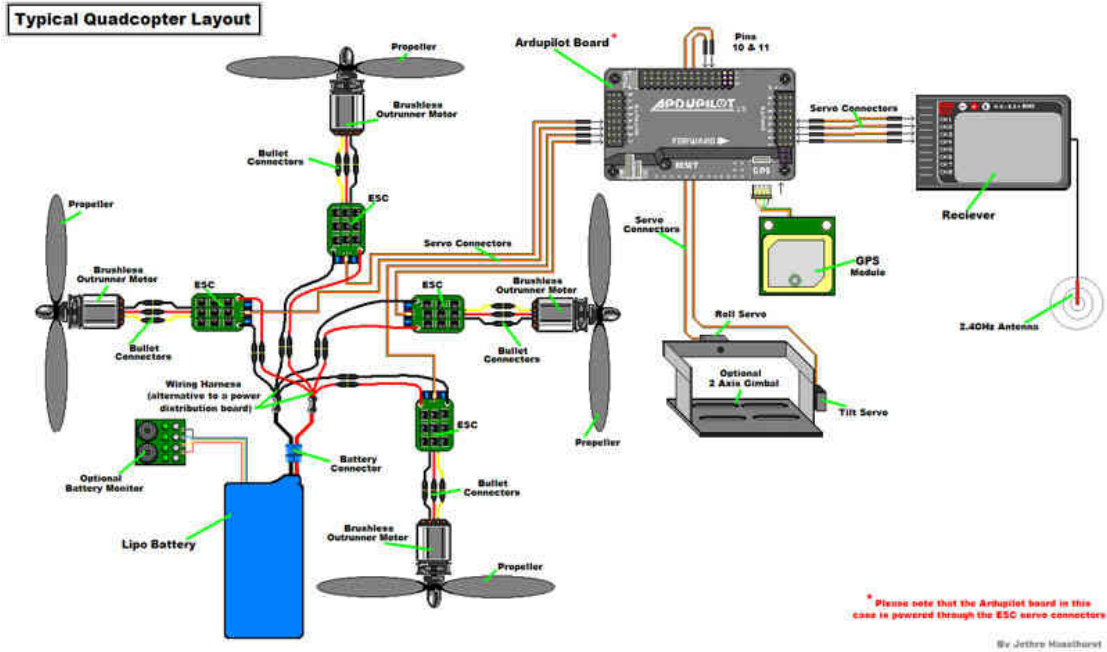 Typical Quadcopter Layout
Propeller
Brushless
Outrunner Motor
Bullet
Connectors
ESC
Ardupilot Board *
Pins
10 & 11
ARDUPILOT
FORWARD
RESET
GPS
Servo Connectors
Reciever
Servo
Connectors
GPS
Module
2.4GHz Antenna
Propeller
Brushless
Outrunner Motor
ESC
Bullet
Connectors
Servo Connectors
ESC
Brushless
Outrunner Motor
Bullet
Connectors
Propeller
Roll Servo
Optional
2 Axis Gimbal
Tilt Servo
Wiring Harness
(alternative to a power
distribution board)
ESC
Battery
Connector
Optional
Battery Monitor
Bullet
Connectors
Lipo Battery
Brushless
Outrunner Motor
Propeller
* Please note that the Ardupilot board in this
case is powered through the ESC servo connectors
By Jethro Hazelhurst